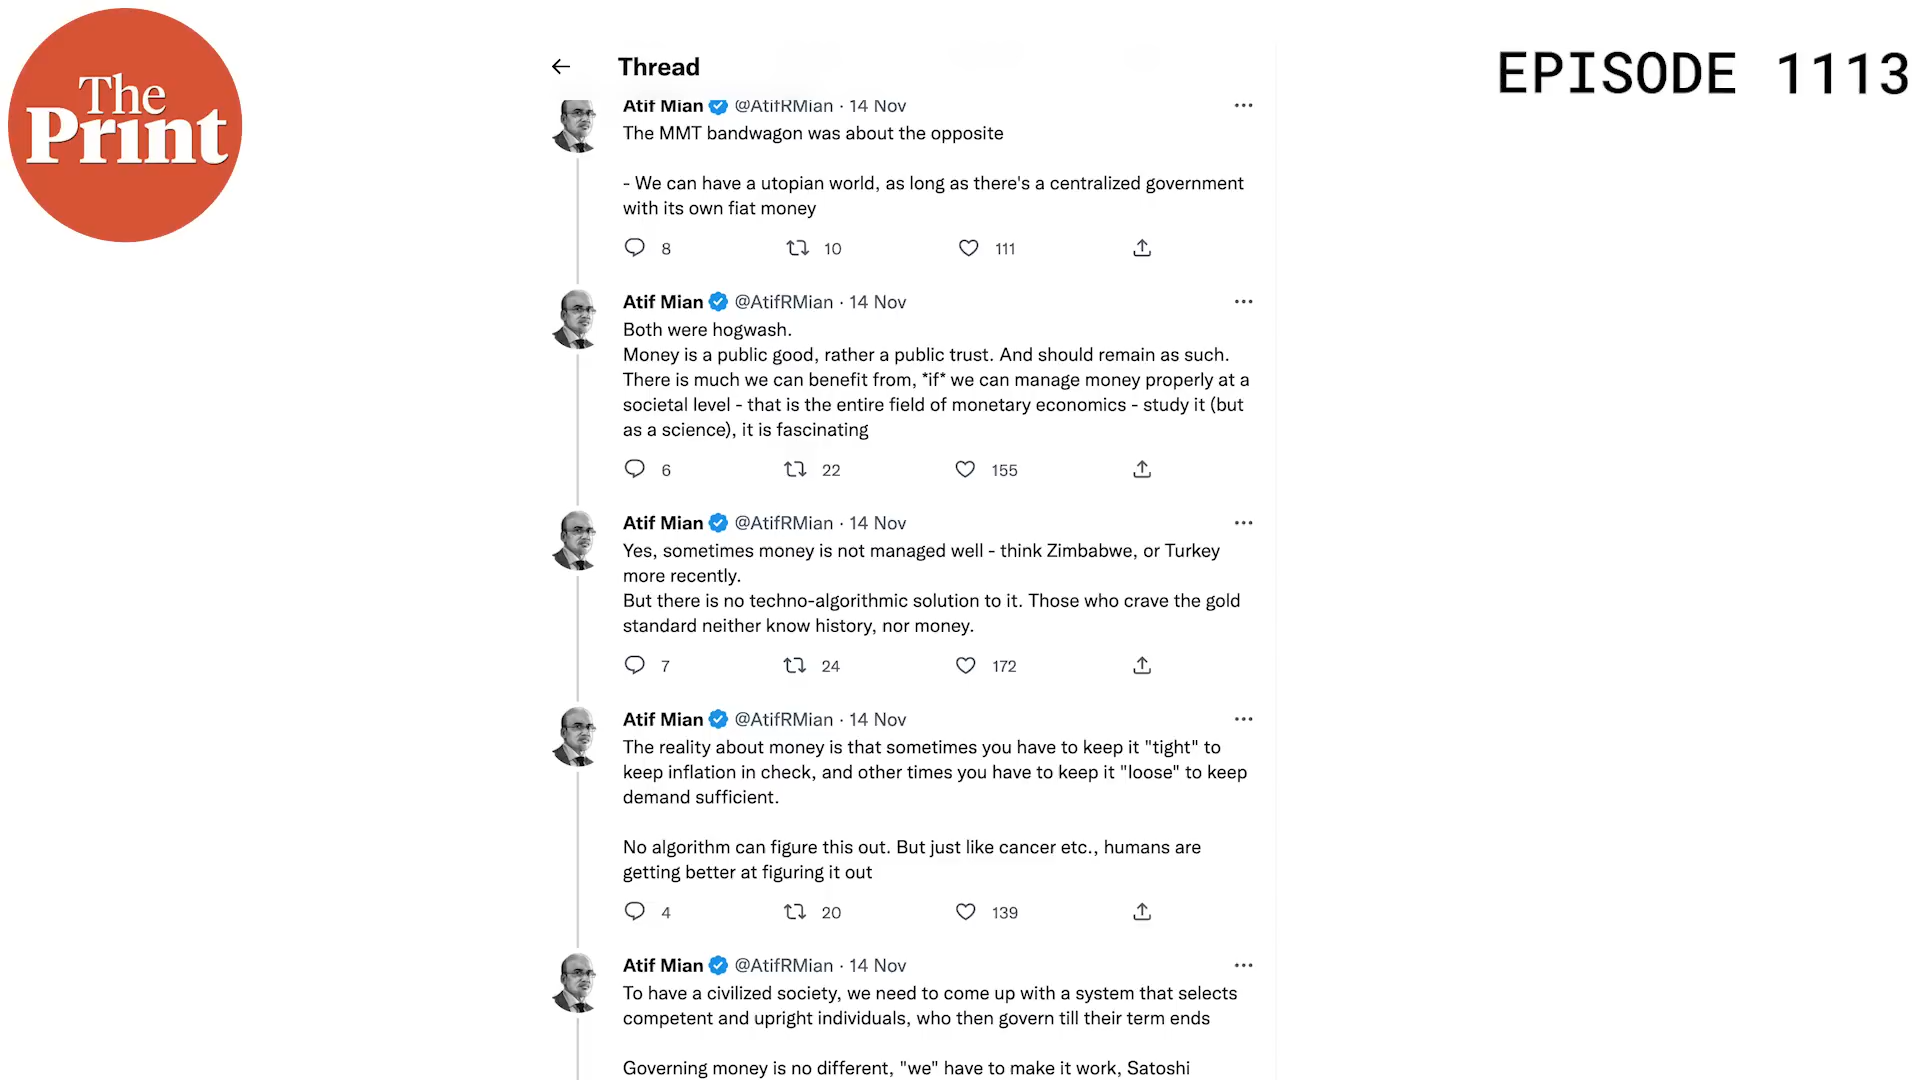 The
Print
EPISODE 1113
Thread
Atif Mian @AtifRMian · 14 Nov
The MMT bandwagon was about the opposite
- We can have a utopian world, as long as there's a centralized government
with its own fiat money
8 10 111
Atif Mian @AtifRMian · 14 Nov
Both were hogwash.
Money is a public good, rather a public trust. And should remain as such.
There is much we can benefit from, *if* we can manage money properly at a
societal level - that is the entire field of monetary economics - study it (but
as a science), it is fascinating
6 22 155
Atif Mian @AtifRMian · 14 Nov
Yes, sometimes money is not managed well - think Zimbabwe, or Turkey
more recently.
But there is no techno-algorithmic solution to it. Those who crave the gold
standard neither know history, nor money.
7 24 172
Atif Mian @AtifRMian · 14 Nov
The reality about money is that sometimes you have to keep it "tight" to
keep inflation in check, and other times you have to keep it "loose" to keep
demand sufficient.
No algorithm can figure this out. But just like cancer etc., humans are
getting better at figuring it out
4 20 139
Atif Mian @AtifRMian · 14 Nov
To have a civilized society, we need to come up with a system that selects
competent and upright individuals, who then govern till their term ends
Governing money is no different, "we" have to make it work, Satoshi